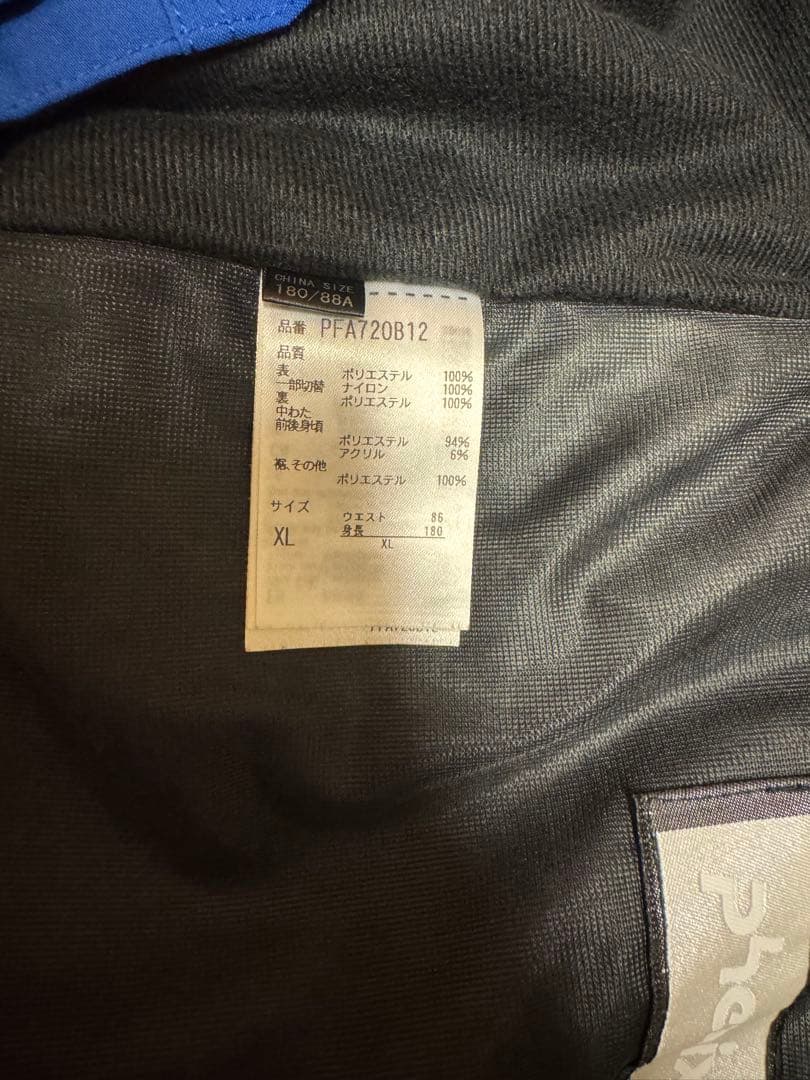 CHINA SIZE
180/88A
品番 PFA720B12
品質
表 ポリエステル 100%
一部切替 ナイロン 100%
裏 ポリエステル 100%
中わた
前後身頃
ポリエステル 94%
アクリル 6%
裾、その他
ポリエステル 100%
サイズ
ウエスト 86
XL 身長 180
XL